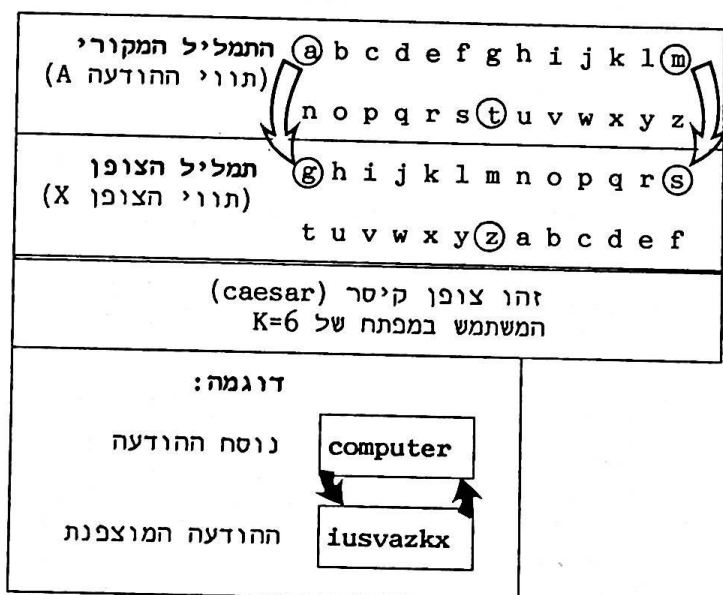 התמליל המקורי a b c d e f g h i j k l m
(תווי ההודעה A)
n o p q r s t u v w x y z
תמליל הצופן g h i j k l m n o p q r s
(תווי הצופן X)
t u v w x y z a b c d e f
זהו צופן קיסר (caesar)
המשתמש במפתח של K=6
דוגמה:
נוסח ההודעה computer
ההודעה המוצפנת iusvazkx